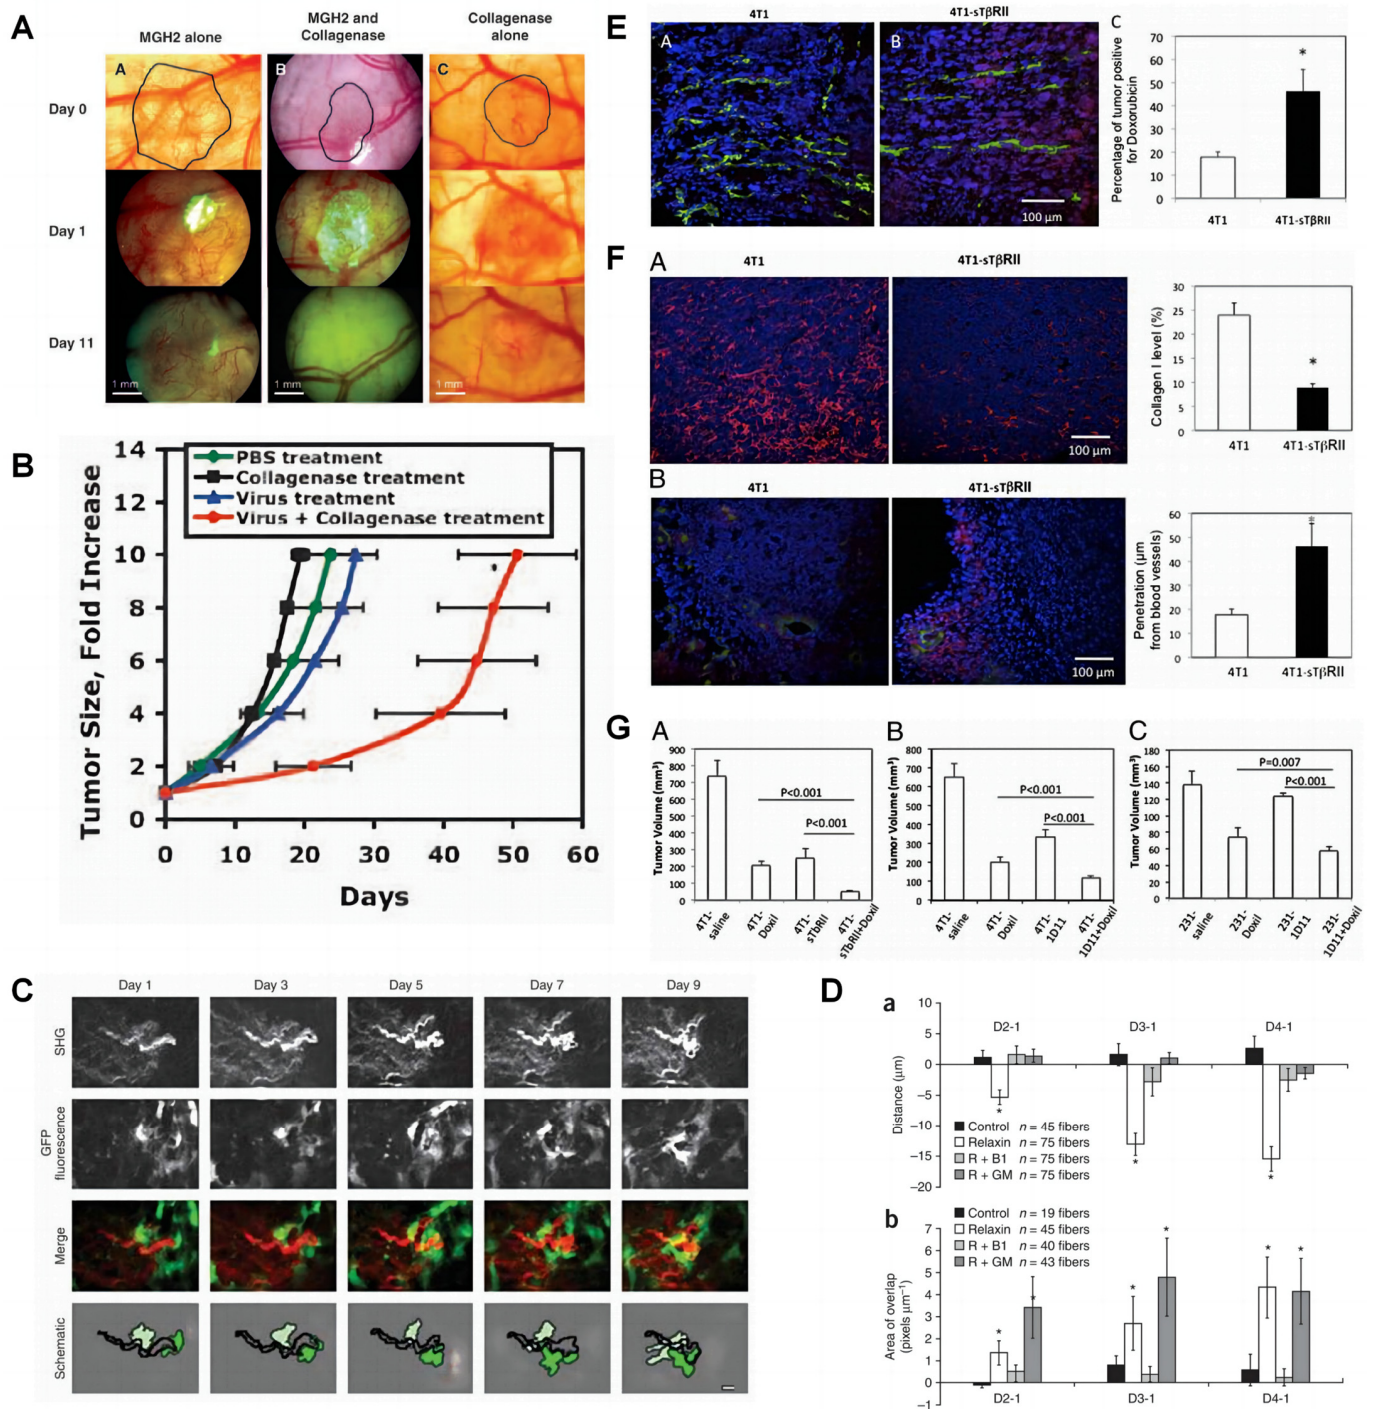 A
MGH2 alone
MGH2 and
Collagenase
Collagenase
alone
A
B
C
Day 0
Day 1
Day 11
1 mm
1 mm
1 mm
B
Tumor Size, Fold Increase
14
12
10
8
6
4
2
0
PBS treatment
Collagenase treatment
Virus treatment
Virus + Collagenase treatment
0 10 20 30 40 50 60
Days
C
Day 1 Day 3 Day 5 Day 7 Day 9
SHG
GFP
fluorescence
Merge
Schematic
D
a
Distance (µm)
10
5
0
−5
−10
−15
−20
D2-1 D3-1 D4-1
Control n = 45 fibers
Relaxin n = 75 fibers
R + B1 n = 75 fibers
R + GM n = 75 fibers
* * *
b
Area of overlap
(pixels µm⁻¹)
7
6
5
4
3
2
1
0
−1
Control n = 19 fibers
Relaxin n = 45 fibers
R + B1 n = 40 fibers
R + GM n = 43 fibers
* * * * * *
D2-1 D3-1 D4-1
E
4T1
4T1-sTβRII
A
B
100 µm
C
Percentage of tumor positive
for Doxorubicin
70
60
50
40
30
20
10
0
*
4T1 4T1-sTβRII
F
A
4T1
4T1-sTβRII
100 µm
Collagen I level (%)
30
25
20
15
10
5
0
*
4T1 4T1-sTβRII
B
4T1
4T1-sTβRII
100 µm
Penetration (µm
from blood vessels)
60
50
40
30
20
10
0
*
4T1 4T1-sTβRII
G
A
Tumor Volume (mm³)
900
800
700
600
500
400
300
200
100
0
P<0.001
P<0.001
4T1-
saline
4T1-
Doxil
4T1-
sTbRII
4T1-
sTbRII+Doxil
B
Tumor Volume (mm³)
800
700
600
500
400
300
200
100
0
P<0.001
P<0.001
4T1-
saline
4T1-
Doxil
4T1-
1D11
4T1-
1D11+Doxil
C
Tumor Volume (mm³)
180
160
140
120
100
80
60
40
20
0
P=0.007
P<0.001
231-
saline
231-
Doxil
231-
1D11
231-
1D11+Doxil